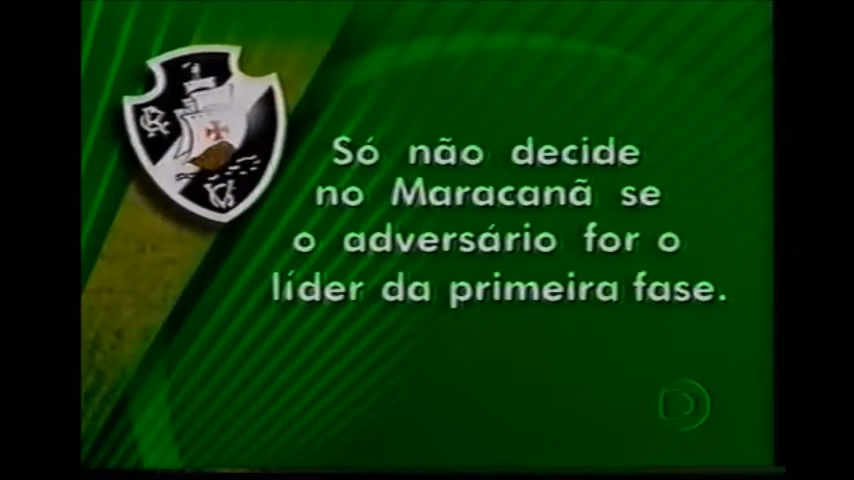 Só não decide
no Maracanã se
o adversário for o
líder da primeira fase.